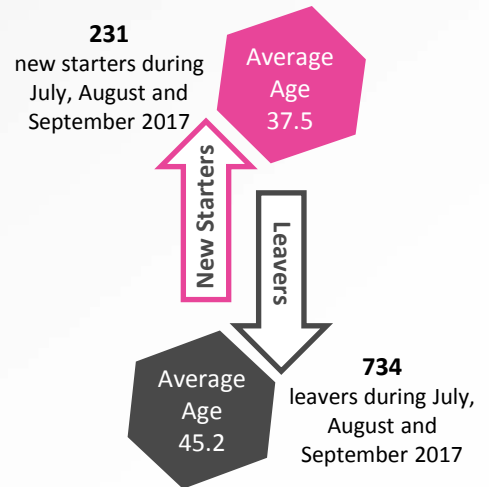 231
new starters during
July, August and
September 2017
Average
Age
37.5
New Starters
Leavers
Average
Age
45.2
734
leavers during July,
August and
September 2017